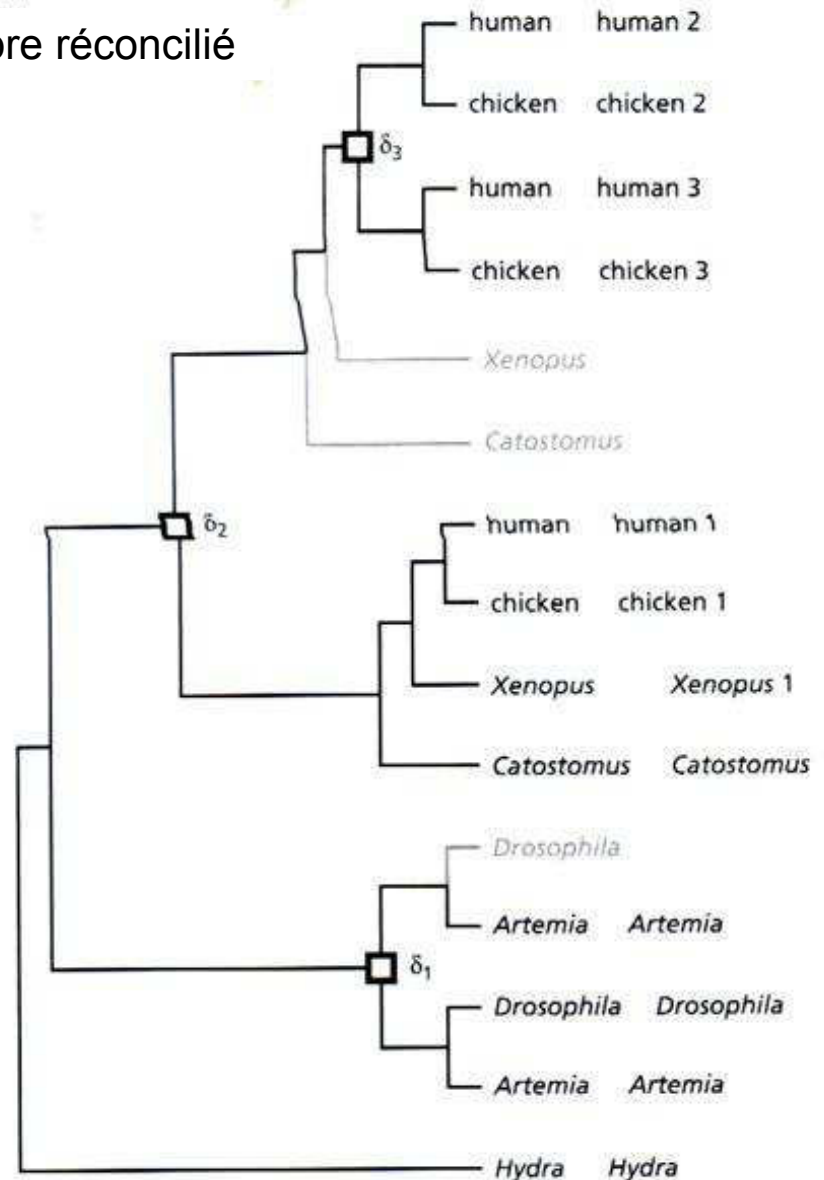 re réconcilié
human human 2
chicken chicken 2
δ3
human human 3
chicken chicken 3
Xenopus
Catostomus
δ2
human human 1
chicken chicken 1
Xenopus Xenopus 1
Catostomus Catostomus
Drosophila
Artemia Artemia
δ1
Drosophila Drosophila
Artemia Artemia
Hydra Hydra